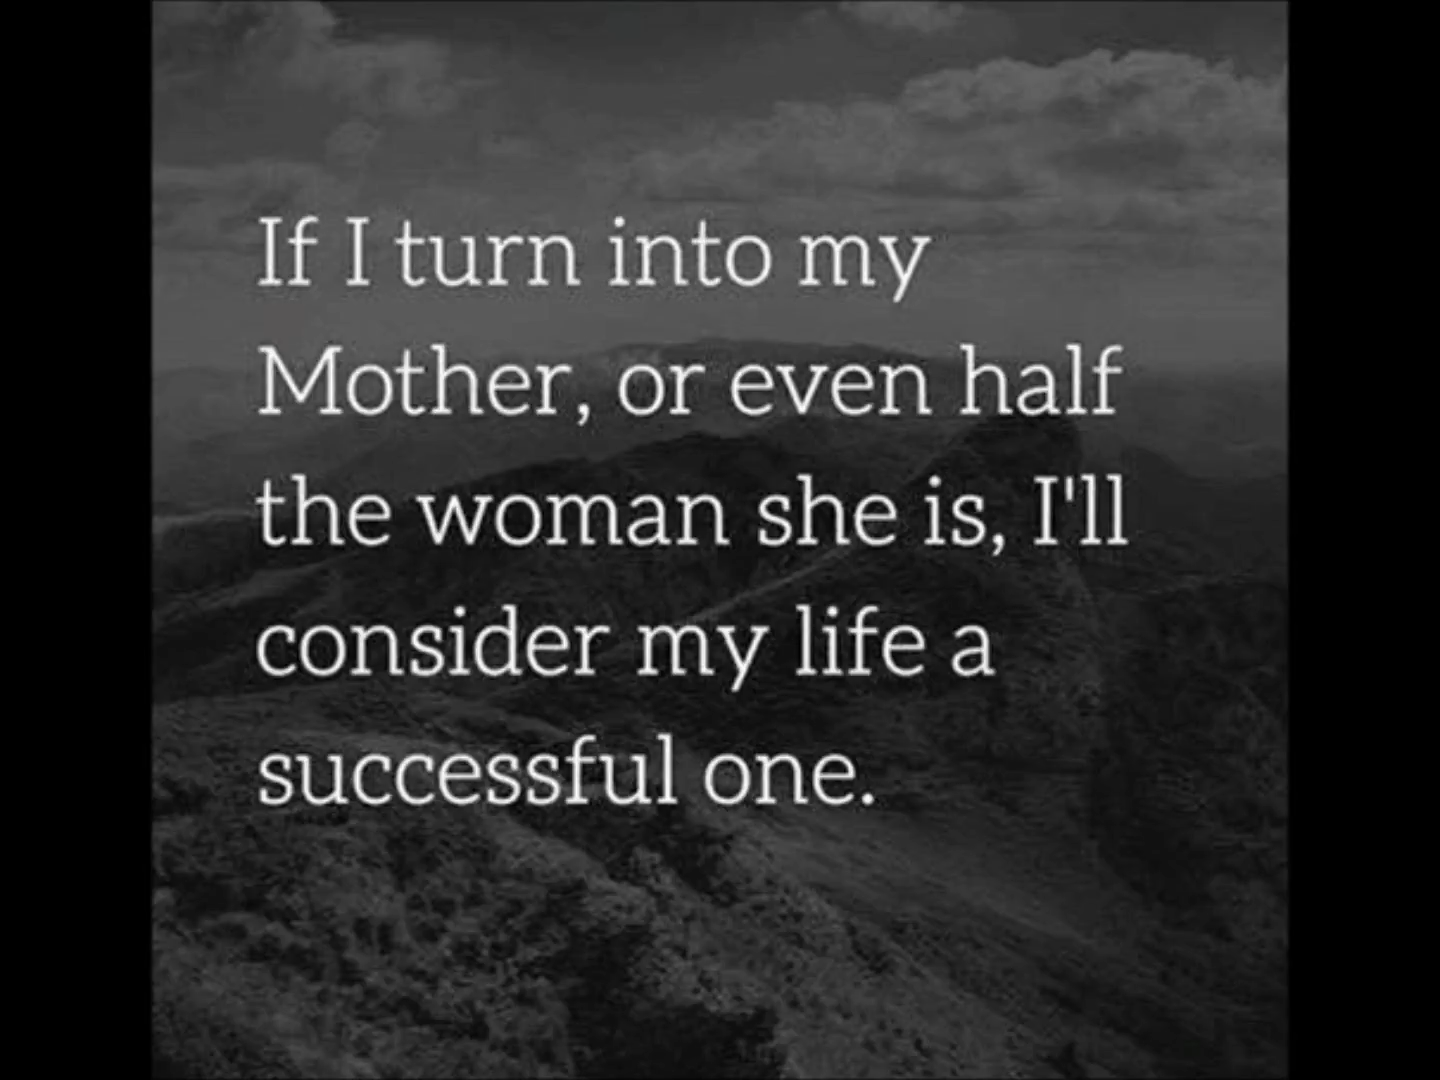 If I turn into my
Mother, or even half
the woman she is, I'll
consider my life a
successful one.